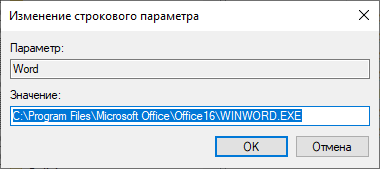 Изменение строкового параметра
Параметр:
Word
Значение:
C:\Program Files\Microsoft Office\Office16\WINWORD.EXE
OK
Отмена